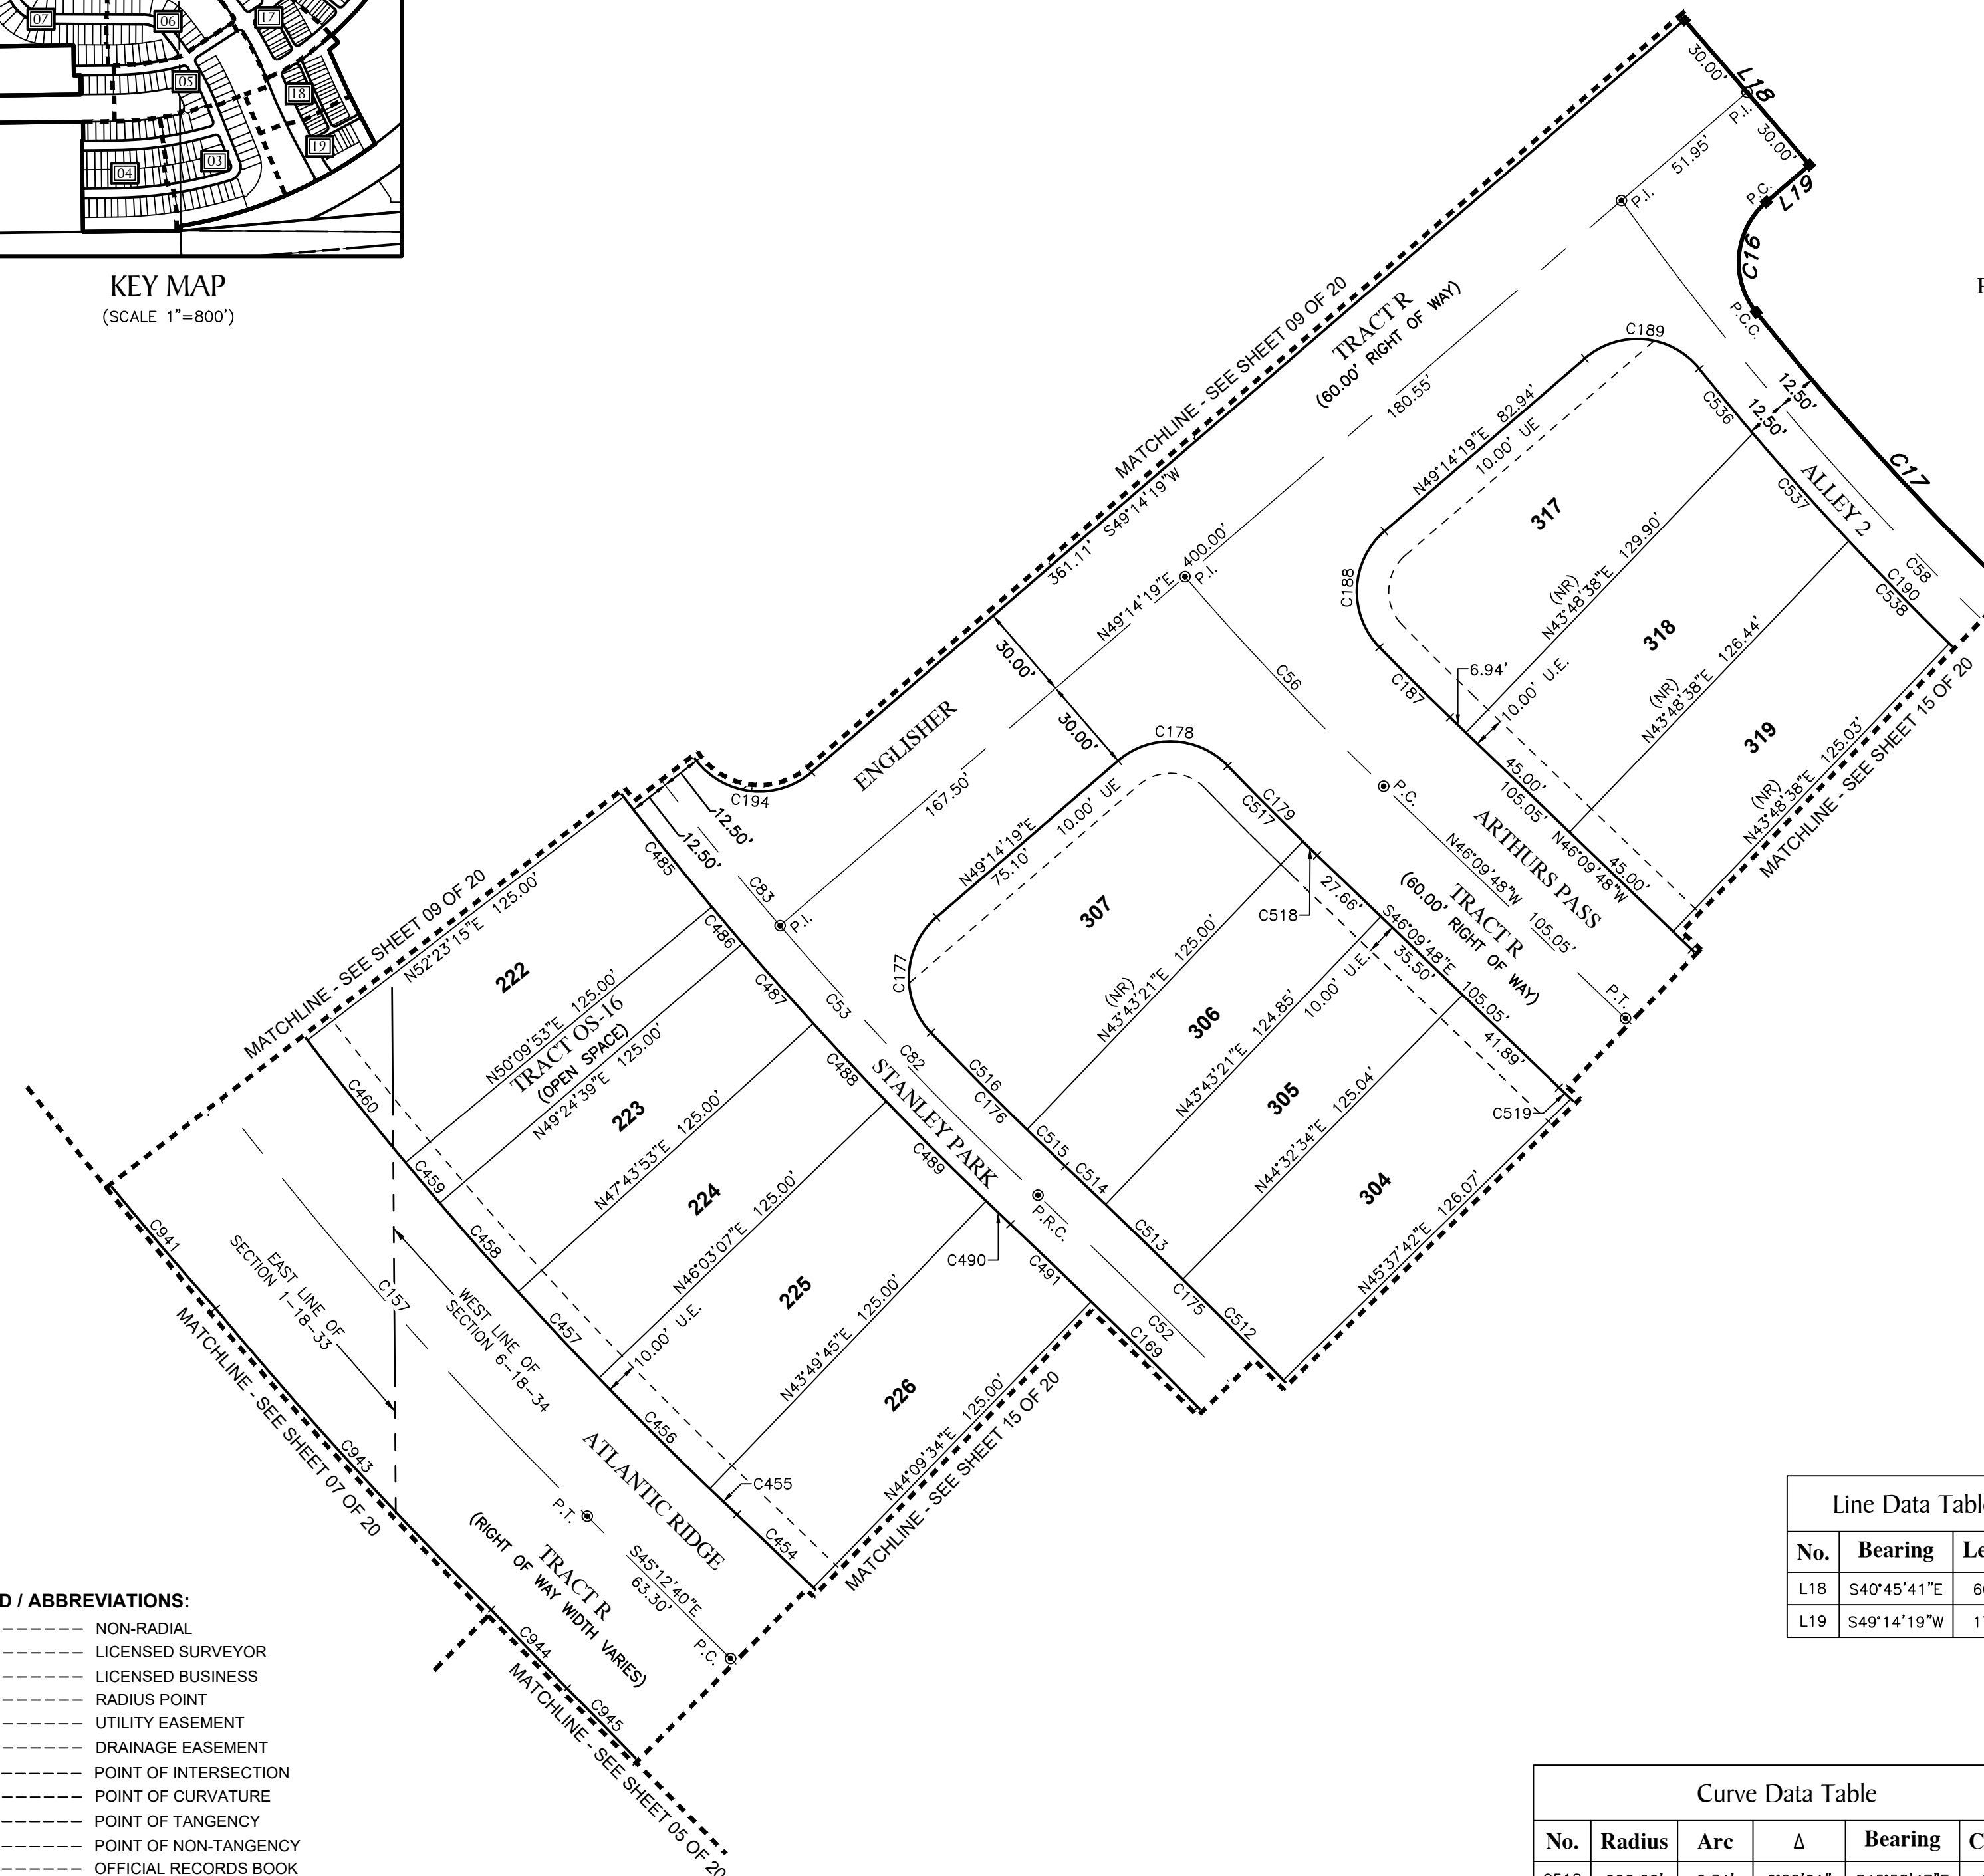 07
06
17
05
18
19
03
04
KEY MAP
(SCALE 1"=800')
30.00'
L18
P.I.
30.00'
51.95'
P.I.
P.C.
L19
C16
P.C.C.
MATCHLINE - SEE SHEET 09 OF 20
361.11' S49°14'19"W
TRACT R
(60.00' RIGHT OF WAY)
180.55'
N49°14'19"E 400.00'
P.I.
C189
N49°14'19"E 82.94'
10.00' UE
317
C188
C187
6.94'
C536
12.50'
12.50'
C17
ALLEY 2
C537
C58
C190
C538
(NR)
N43°48'38"E 129.90'
10.00' U.E.
318
(NR)
N43°48'38"E 126.44'
319
(NR)
N43°48'38"E 125.03'
MATCHLINE - SEE SHEET 15 OF 20
45.00'
105.05' N46°09'48"W
45.00'
C56
P.C.
ARTHURS PASS
N46°09'48"W 105.05'
TRACT R
(60.00' RIGHT OF WAY)
P.T.
30.00'
30.00'
ENGLISHER
167.50'
C194
12.50'
12.50'
C178
C179
C517
N49°14'19"E
75.10'
10.00' UE
307
C177
C518
27.66'
S46°09'48"E 105.05'
35.50'
41.89'
C519
(NR)
N43°43'21"E 125.00'
306
124.85'
N43°43'21"E
10.00' U.E.
305
N44°32'34"E 125.04'
304
N45°37'42"E 126.07'
C516
C176
C515
C514
C513
C175
C512
C83
P.I.
C53
C82
STANLEY PARK
P.R.C.
C52
C169
MATCHLINE - SEE SHEET 09 OF 20
N52°23'15"E 125.00'
222
C485
C486
C487
C488
C489
C490
C491
N50°09'53"E 125.00'
TRACT OS-16
(OPEN SPACE)
N49°24'39"E 125.00'
223
N47°43'53"E 125.00'
224
N46°03'07"E 125.00'
10.00' U.E.
225
N43°49'45"E 125.00'
226
N44°09'34"E 125.00'
MATCHLINE - SEE SHEET 15 OF 20
C460
C459
C458
C457
C456
C455
C454
C941
EAST LINE OF
SECTION 1-18-33
C157
WEST LINE OF
SECTION 6-18-34
MATCHLINE - SEE SHEET 07 OF 20
C943
ATLANTIC RIDGE
P.T.
TRACT R
(RIGHT OF WAY WIDTH VARIES)
S45°12'40"E
63.30'
P.C.
C944
C945
MATCHLINE - SEE SHEET 05 OF 20
D / ABBREVIATIONS:
NON-RADIAL
LICENSED SURVEYOR
LICENSED BUSINESS
RADIUS POINT
UTILITY EASEMENT
DRAINAGE EASEMENT
POINT OF INTERSECTION
POINT OF CURVATURE
POINT OF TANGENCY
POINT OF NON-TANGENCY
OFFICIAL RECORDS BOOK
Line Data Tabl
No. Bearing Le
L18 S40°45'41"E 6
L19 S49°14'19"W 1
Curve Data Table
No. Radius Arc Δ Bearing C